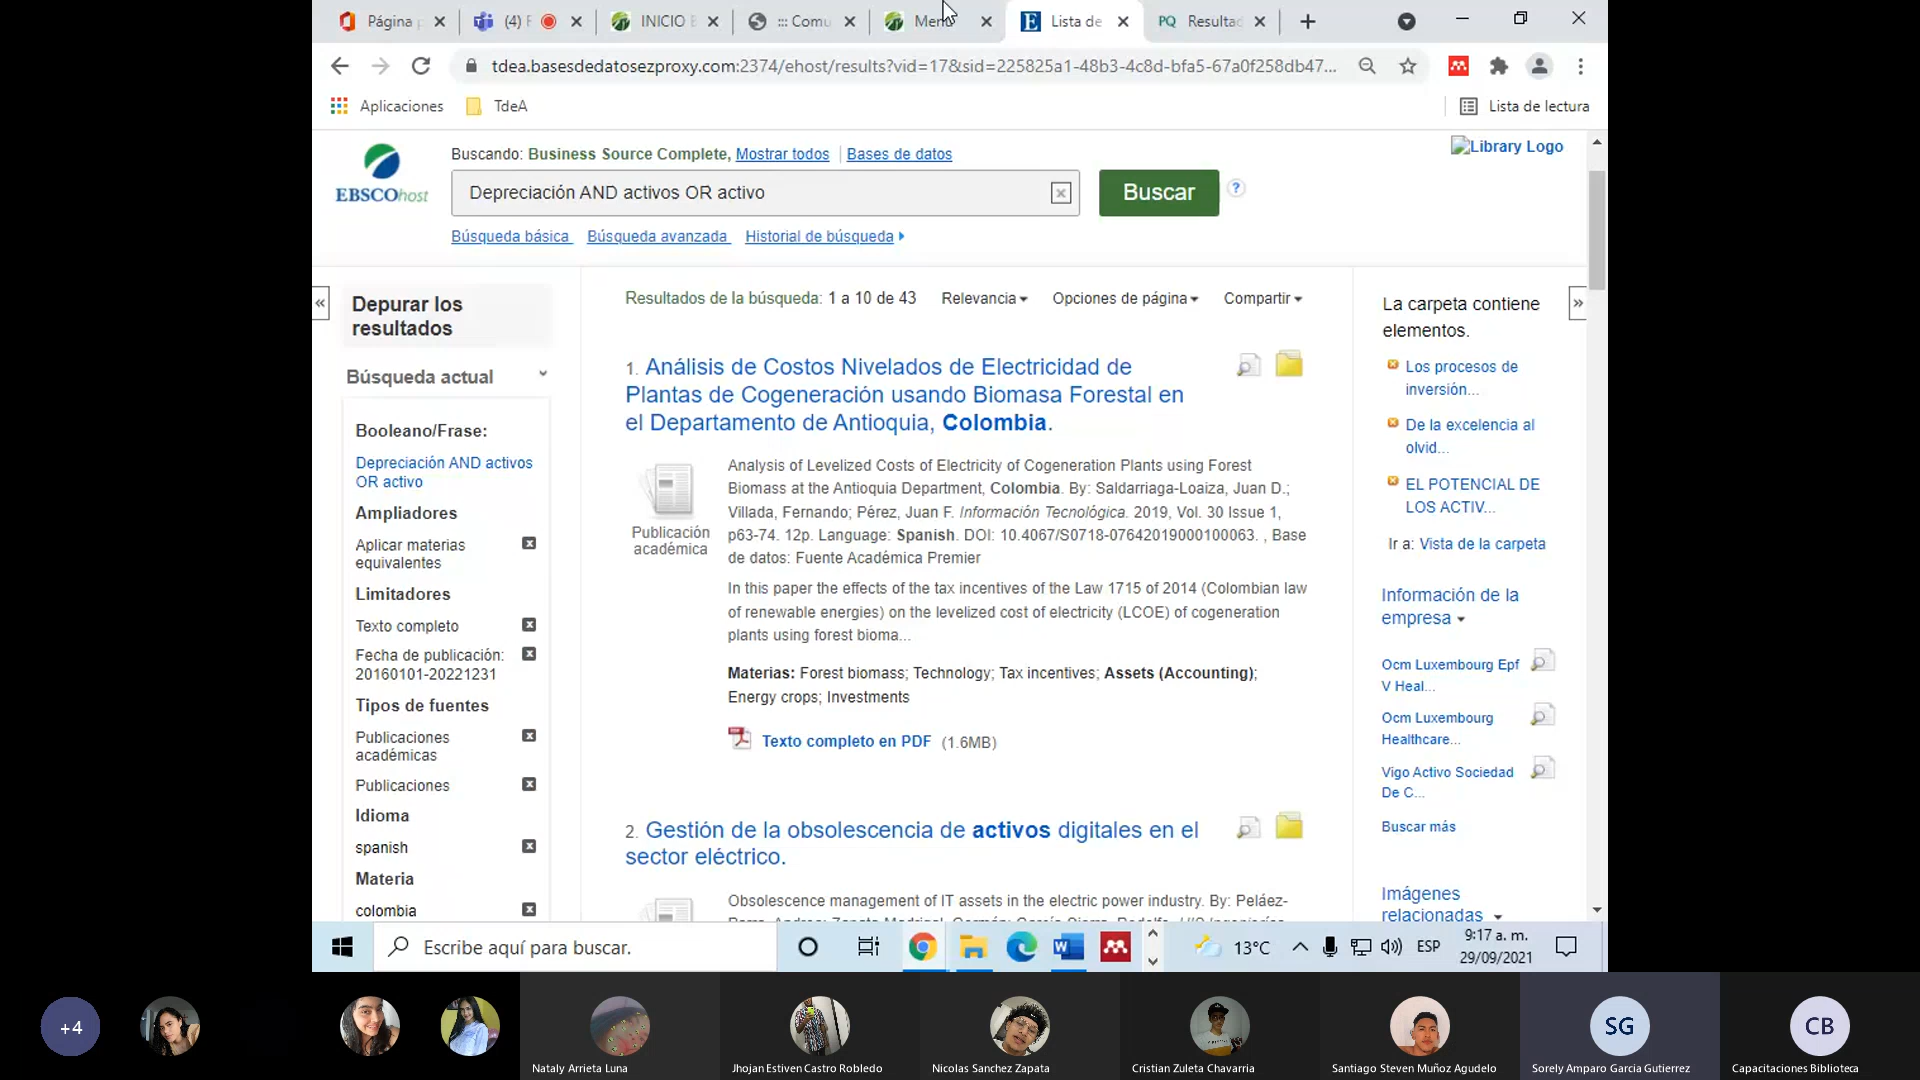 Página p
(4) F
INICIO B
::: Comu
Menú
Lista de
PQ Resultad
tdea.basesdedatosezproxy.com:2374/ehost/results?vid=17&sid=225825a1-48b3-4c8d-bfa5-67a0f258db47...
Aplicaciones
TdeA
Lista de lectura
EBSCOhost
Buscando: Business Source Complete, Mostrar todos | Bases de datos
Library Logo
Depreciación AND activos OR activo
Buscar
?
Búsqueda básica Búsqueda avanzada Historial de búsqueda
Depurar los
resultados
Búsqueda actual
Booleano/Frase:
Depreciación AND activos
OR activo
Ampliadores
Aplicar materias
equivalentes
Limitadores
Texto completo
Fecha de publicación:
20160101-20221231
Tipos de fuentes
Publicaciones
académicas
Publicaciones
Idioma
spanish
Materia
colombia
Resultados de la búsqueda: 1 a 10 de 43
Relevancia
Opciones de página
Compartir
1. Análisis de Costos Nivelados de Electricidad de
Plantas de Cogeneración usando Biomasa Forestal en
el Departamento de Antioquia, Colombia.
Publicación
académica
Analysis of Levelized Costs of Electricity of Cogeneration Plants using Forest
Biomass at the Antioquia Department, Colombia. By: Saldarriaga-Loaiza, Juan D.;
Villada, Fernando; Pérez, Juan F. Información Tecnológica. 2019, Vol. 30 Issue 1,
p63-74. 12p. Language: Spanish. DOI: 10.4067/S0718-07642019000100063. , Base
de datos: Fuente Académica Premier
In this paper the effects of the tax incentives of the Law 1715 of 2014 (Colombian law
of renewable energies) on the levelized cost of electricity (LCOE) of cogeneration
plants using forest bioma...
Materias: Forest biomass; Technology; Tax incentives; Assets (Accounting);
Energy crops; Investments
Texto completo en PDF (1.6MB)
2. Gestión de la obsolescencia de activos digitales en el
sector eléctrico.
Obsolescence management of IT assets in the electric power industry. By: Peláez-
La carpeta contiene
elementos.
Los procesos de
inversión...
De la excelencia al
olvid...
EL POTENCIAL DE
LOS ACTIV...
Ir a: Vista de la carpeta
Información de la
empresa
Ocm Luxembourg Epf
V Heal...
Ocm Luxembourg
Healthcare...
Vigo Activo Sociedad
De C...
Buscar más
Imágenes
relacionadas
Escribe aquí para buscar.
13°C
ESP
9:17 a. m.
29/09/2021
+4
Nataly Arrieta Luna
Jhojan Estiven Castro Robledo
Nicolas Sanchez Zapata
Cristian Zuleta Chavarria
Santiago Steven Muñoz Agudelo
SG
Sorely Amparo Garcia Gutierrez
CB
Capacitaciones Biblioteca